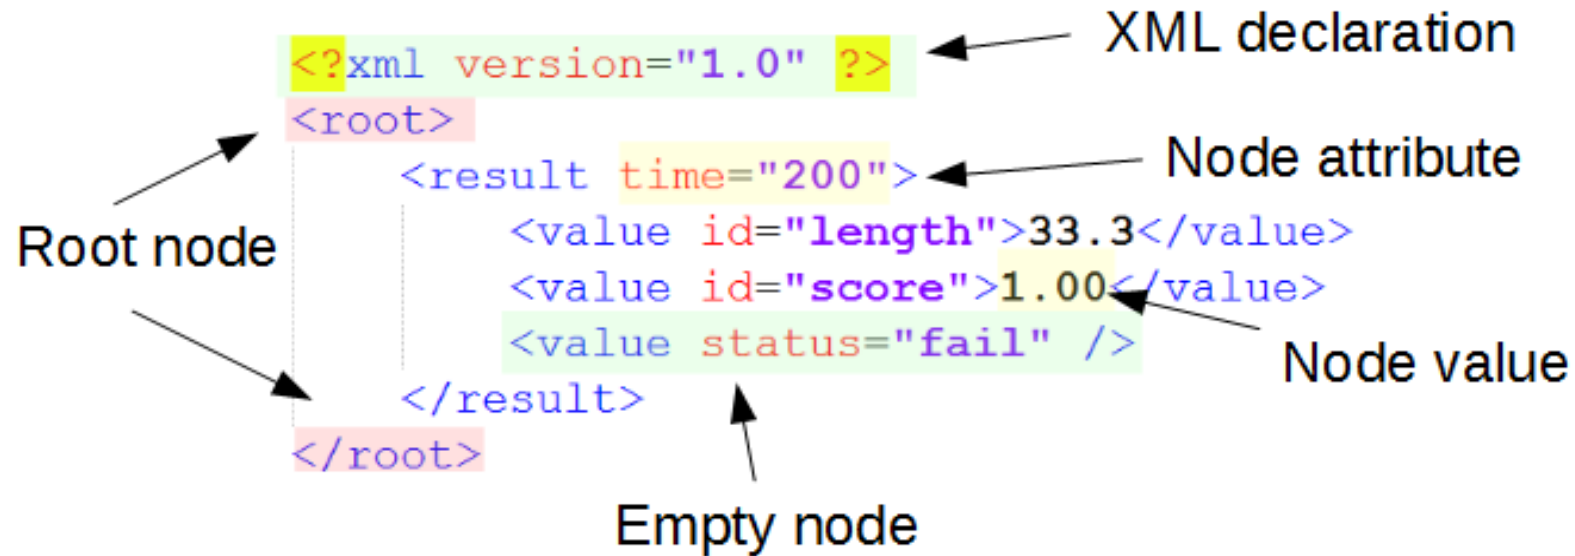 XML declaration
<?xml version="1.0" ?>
<root>
Node attribute
<result time="200">
Root node
<value id="length">33.3</value>
<value id="score">1.00</value>
<value status="fail" />
Node value
</result>
</root>
Empty node